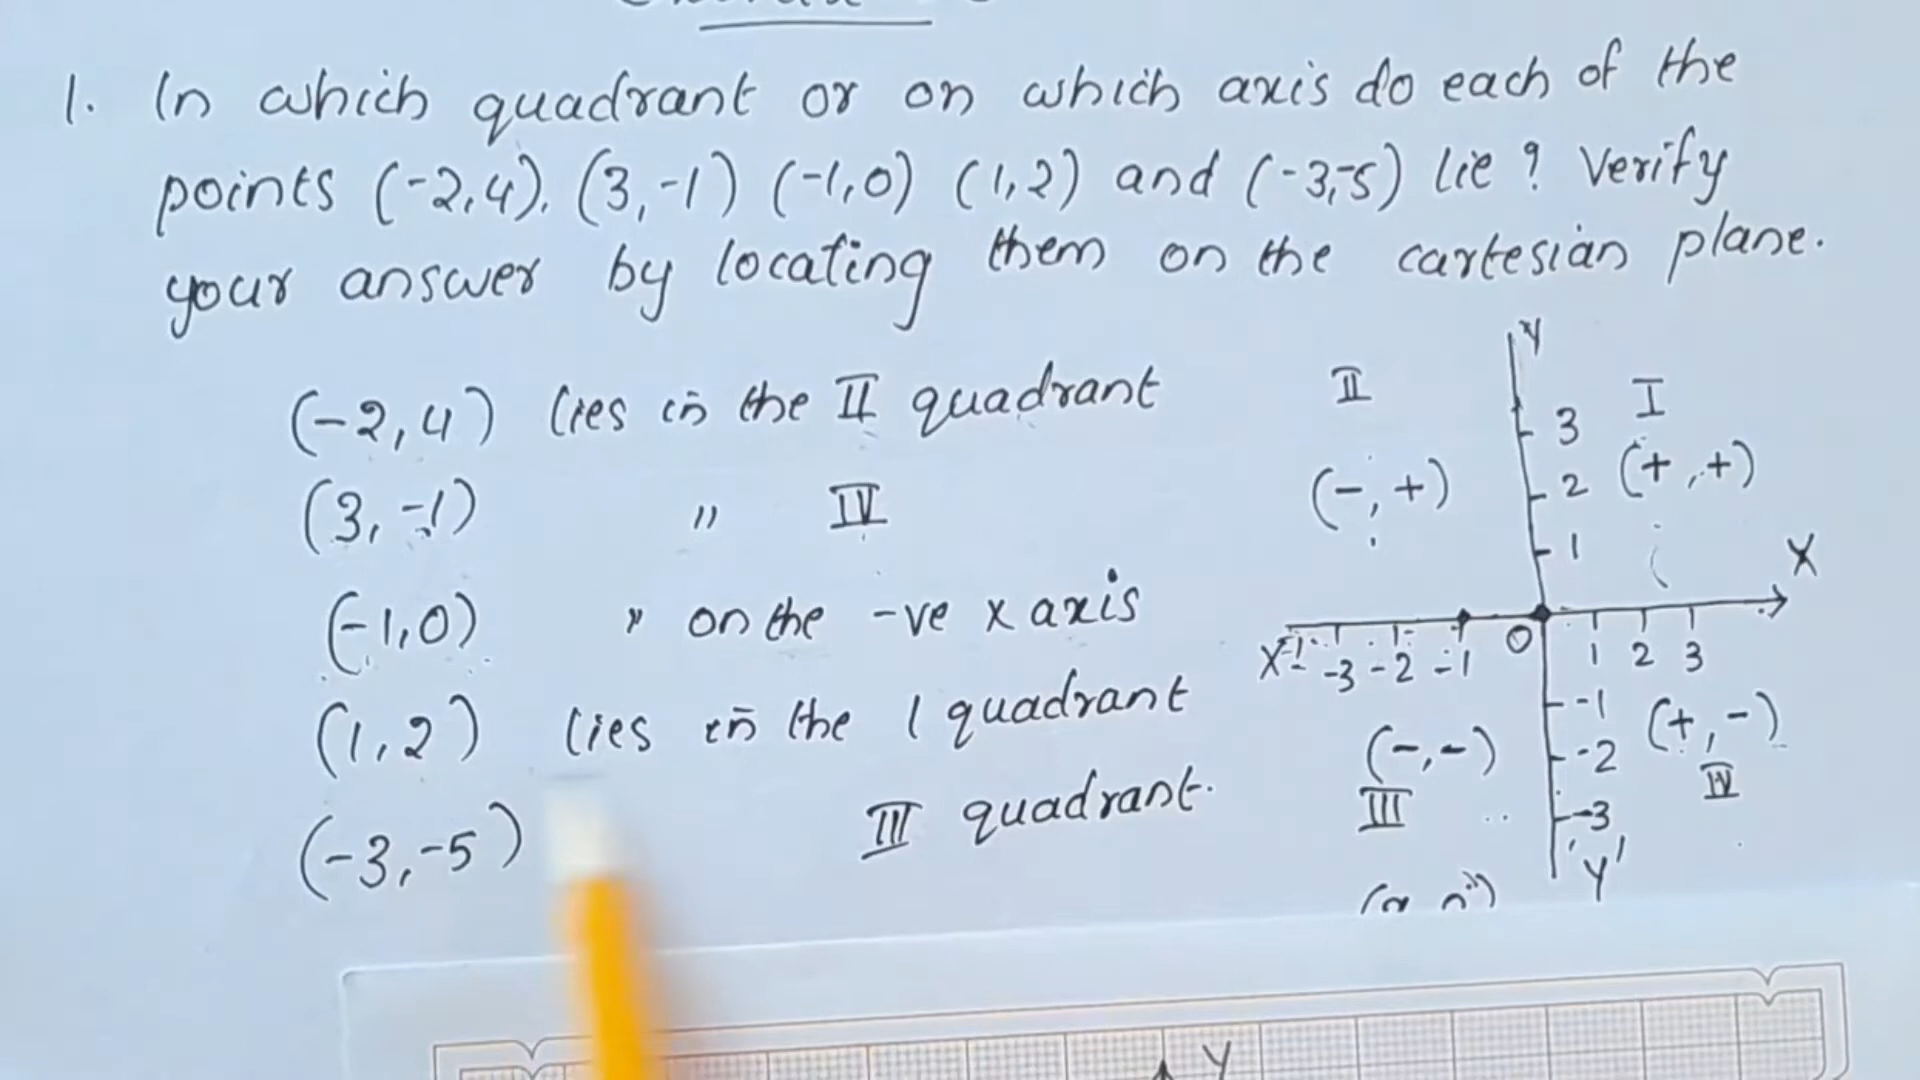 1. In which quadrant or on which axis do each of the
points (-2,4), (3,-1) (-1,0) (1,2) and (-3,-5) lie? Verify
your answer by locating them on the cartesian plane.
(-2,4) lies in the II quadrant
(3,-1) " IV
(-1,0) " on the -ve x axis
(1,2) lies in the I quadrant
(-3,-5) III quadrant.
Y
II I
3
(-,+) 2 (+,+)
1
X
X' -3 -2 -1 O 1 2 3
-1
(-,-) -2 (+,-)
III IV
-3
Y'
Y